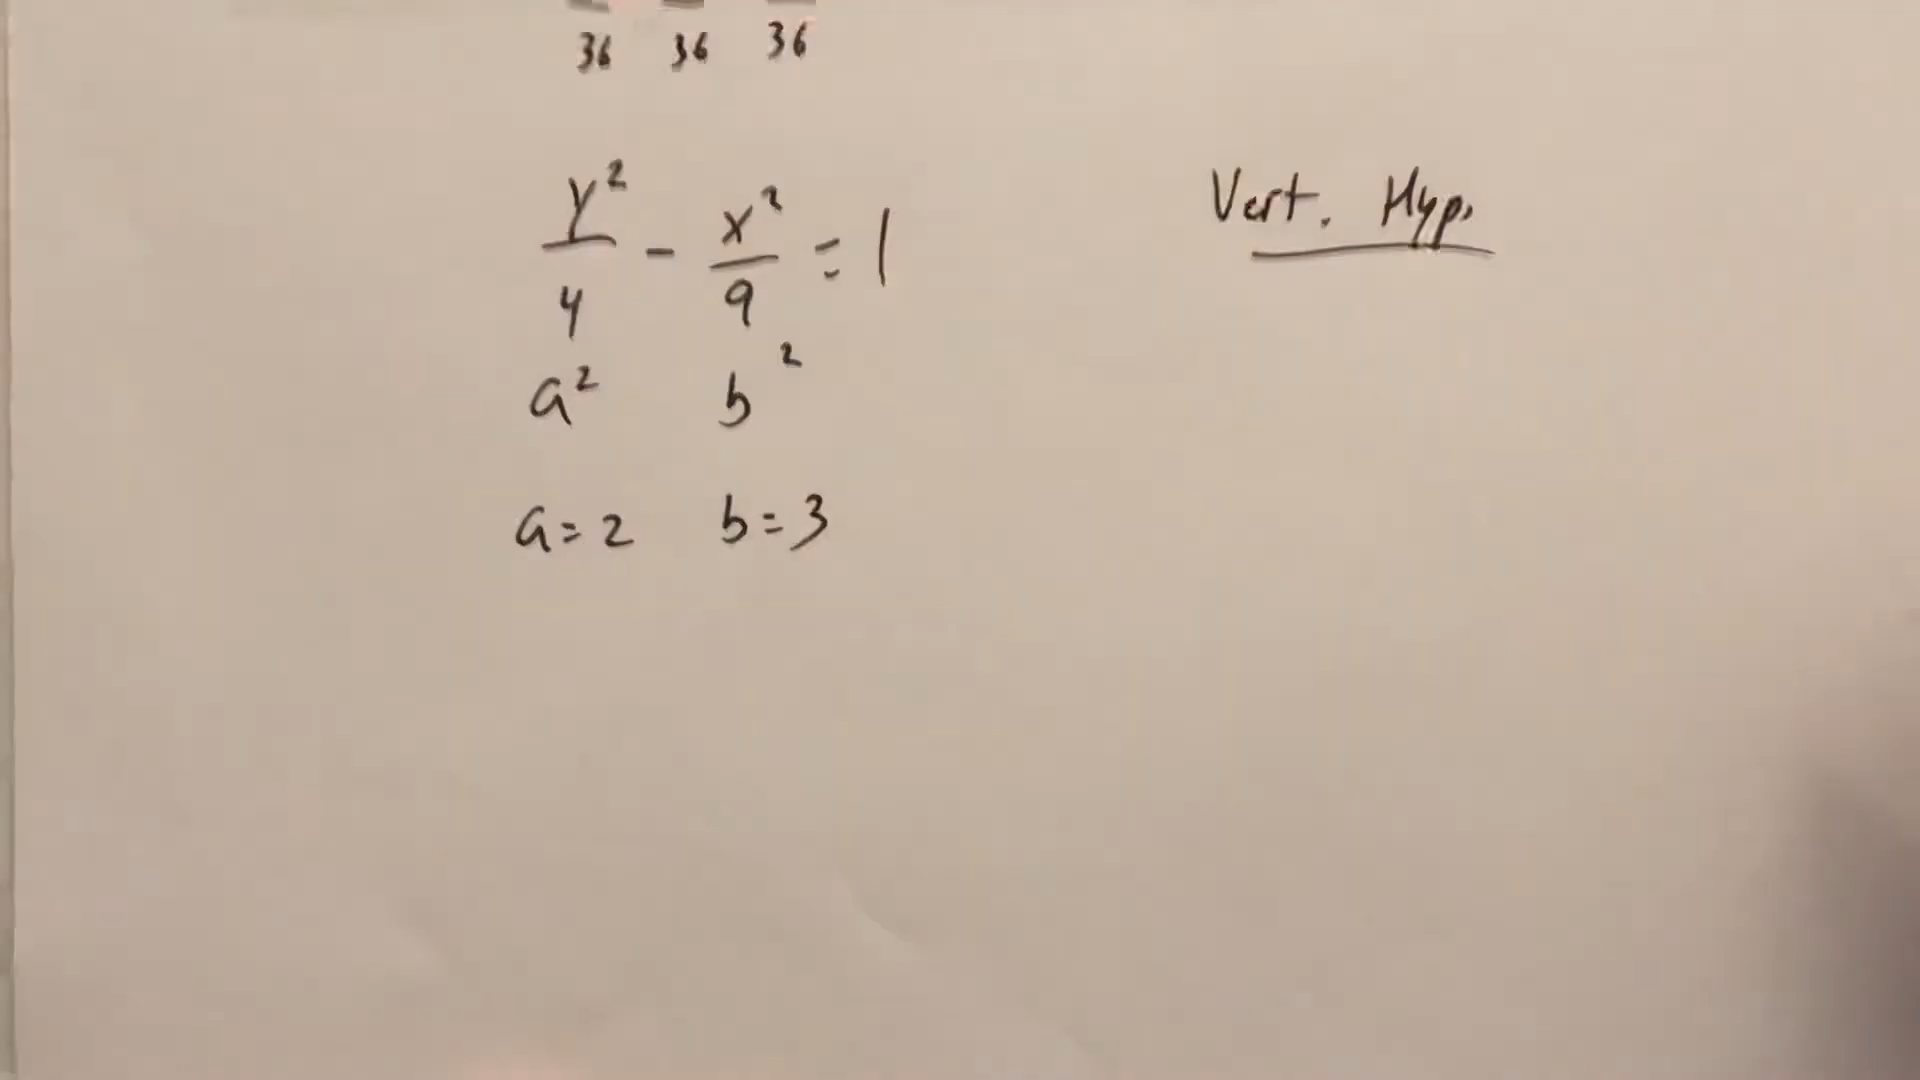 36 36 36
y²/4 - x²/9 = 1
Vert. Hyp.
a² b²
a=2 b=3